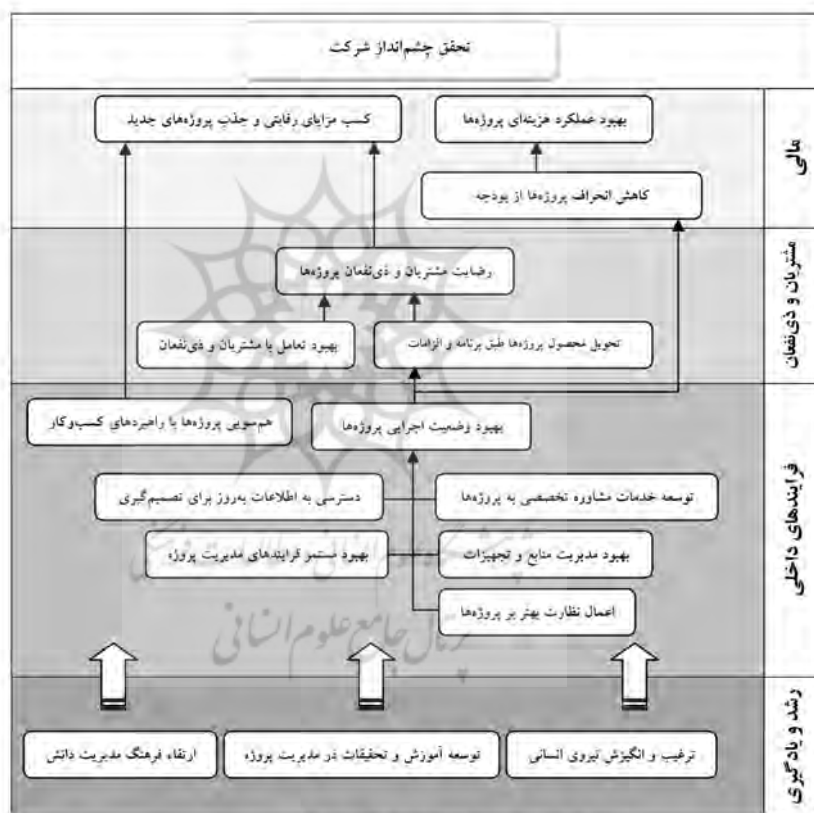 تحقق چشم‌انداز شرکت
مالی
بهبود عملکرد هزینه‌ای پروژه‌ها
کسب مزایای رقابتی و جذب پروژه‌های جدید
کاهش انحراف پروژه‌ها از بودجه
مشتریان و ذی‌نفعان
رضایت مشتریان و ذی‌نفعان پروژه‌ها
تحویل محصول پروژه‌ها طبق برنامه و الزامات
بهبود تعامل با مشتریان و ذی‌نفعان
فرایندهای داخلی
بهبود وضعیت اجرایی پروژه‌ها
هم‌سویی پروژه‌ها با راهبردهای کسب‌وکار
توسعه خدمات مشاوره تخصصی به پروژه‌ها
دسترسی به اطلاعات به‌روز برای تصمیم‌گیری
بهبود مدیریت منابع و تجهیزات
بهبود مستمر فرایندهای مدیریت پروژه
اعمال نظارت بهتر بر پروژه‌ها
پرتال جامع علوم انسانی
رشد و یادگیری
ترغیب و انگیزش نیروی انسانی
توسعه آموزش و تحقیقات در مدیریت پروژه
ارتقاء فرهنگ مدیریت دانش